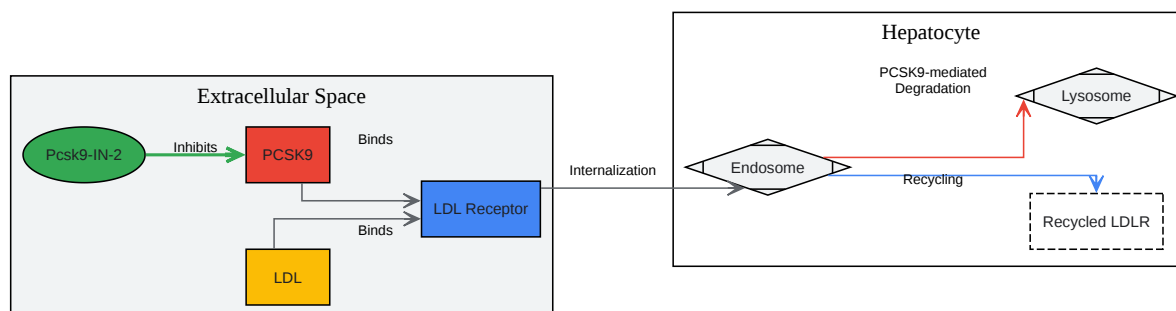 Extracellular Space
Pcsk9-IN-2
Inhibits
PCSK9
Binds
LDL Receptor
Binds
LDL
Internalization
Hepatocyte
PCSK9-mediated
Degradation
Lysosome
Endosome
Recycling
Recycled LDLR